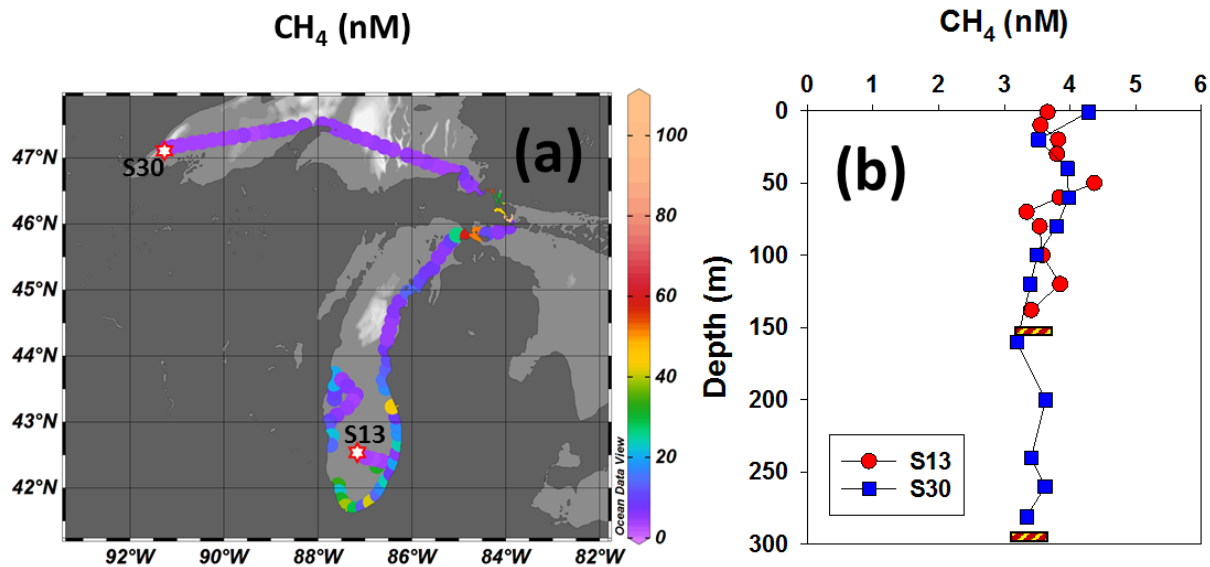 CH4 (nM)
(a)
S30
S13
47°N
46°N
45°N
44°N
43°N
42°N
92°W 90°W 88°W 86°W 84°W 82°W
100
80
60
40
20
0
Ocean Data View
CH4 (nM)
0 1 2 3 4 5 6
(b)
Depth (m)
0
50
100
150
200
250
300
S13
S30